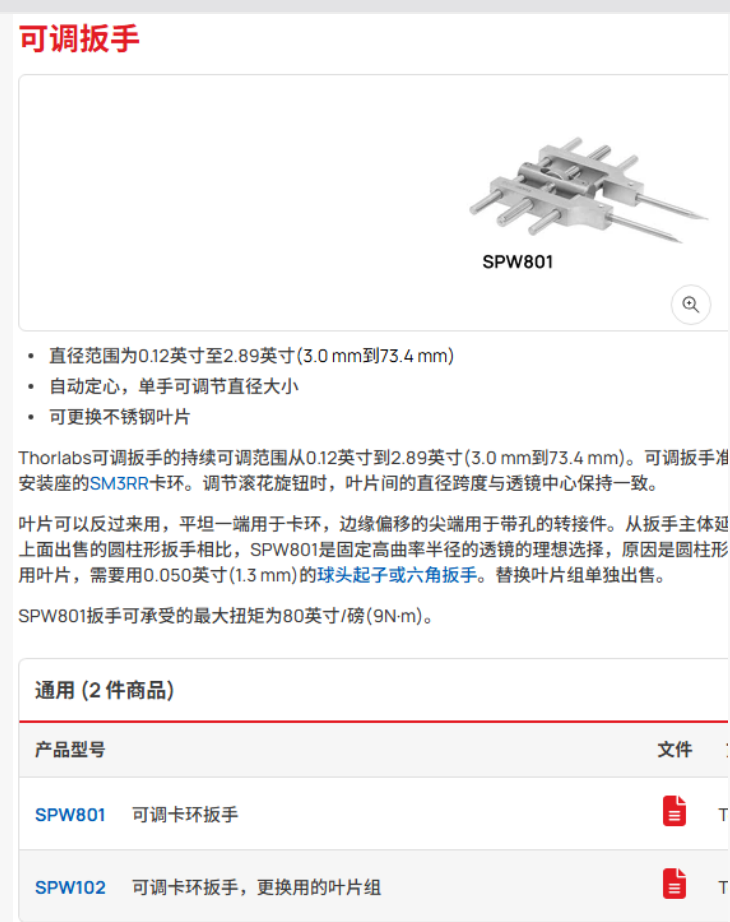 可调扳手
SPW801
• 直径范围为0.12英寸至2.89英寸(3.0 mm到73.4 mm)
• 自动定心，单手可调节直径大小
• 可更换不锈钢叶片
Thorlabs可调扳手的持续可调范围从0.12英寸到2.89英寸(3.0 mm到73.4 mm)。可调扳手准
安装座的SM3RR卡环。调节滚花旋钮时，叶片间的直径跨度与透镜中心保持一致。
叶片可以反过来用，平坦一端用于卡环，边缘偏移的尖端用于带孔的转接件。从扳手主体延
上面出售的圆柱形扳手相比，SPW801是固定高曲率半径的透镜的理想选择，原因是圆柱形
用叶片，需要用0.050英寸(1.3 mm)的球头起子或六角扳手。替换叶片组单独出售。
SPW801扳手可承受的最大扭矩为80英寸/磅(9N·m)。
通用 (2 件商品)
产品型号 文件
SPW801 可调卡环扳手 T
SPW102 可调卡环扳手，更换用的叶片组 T